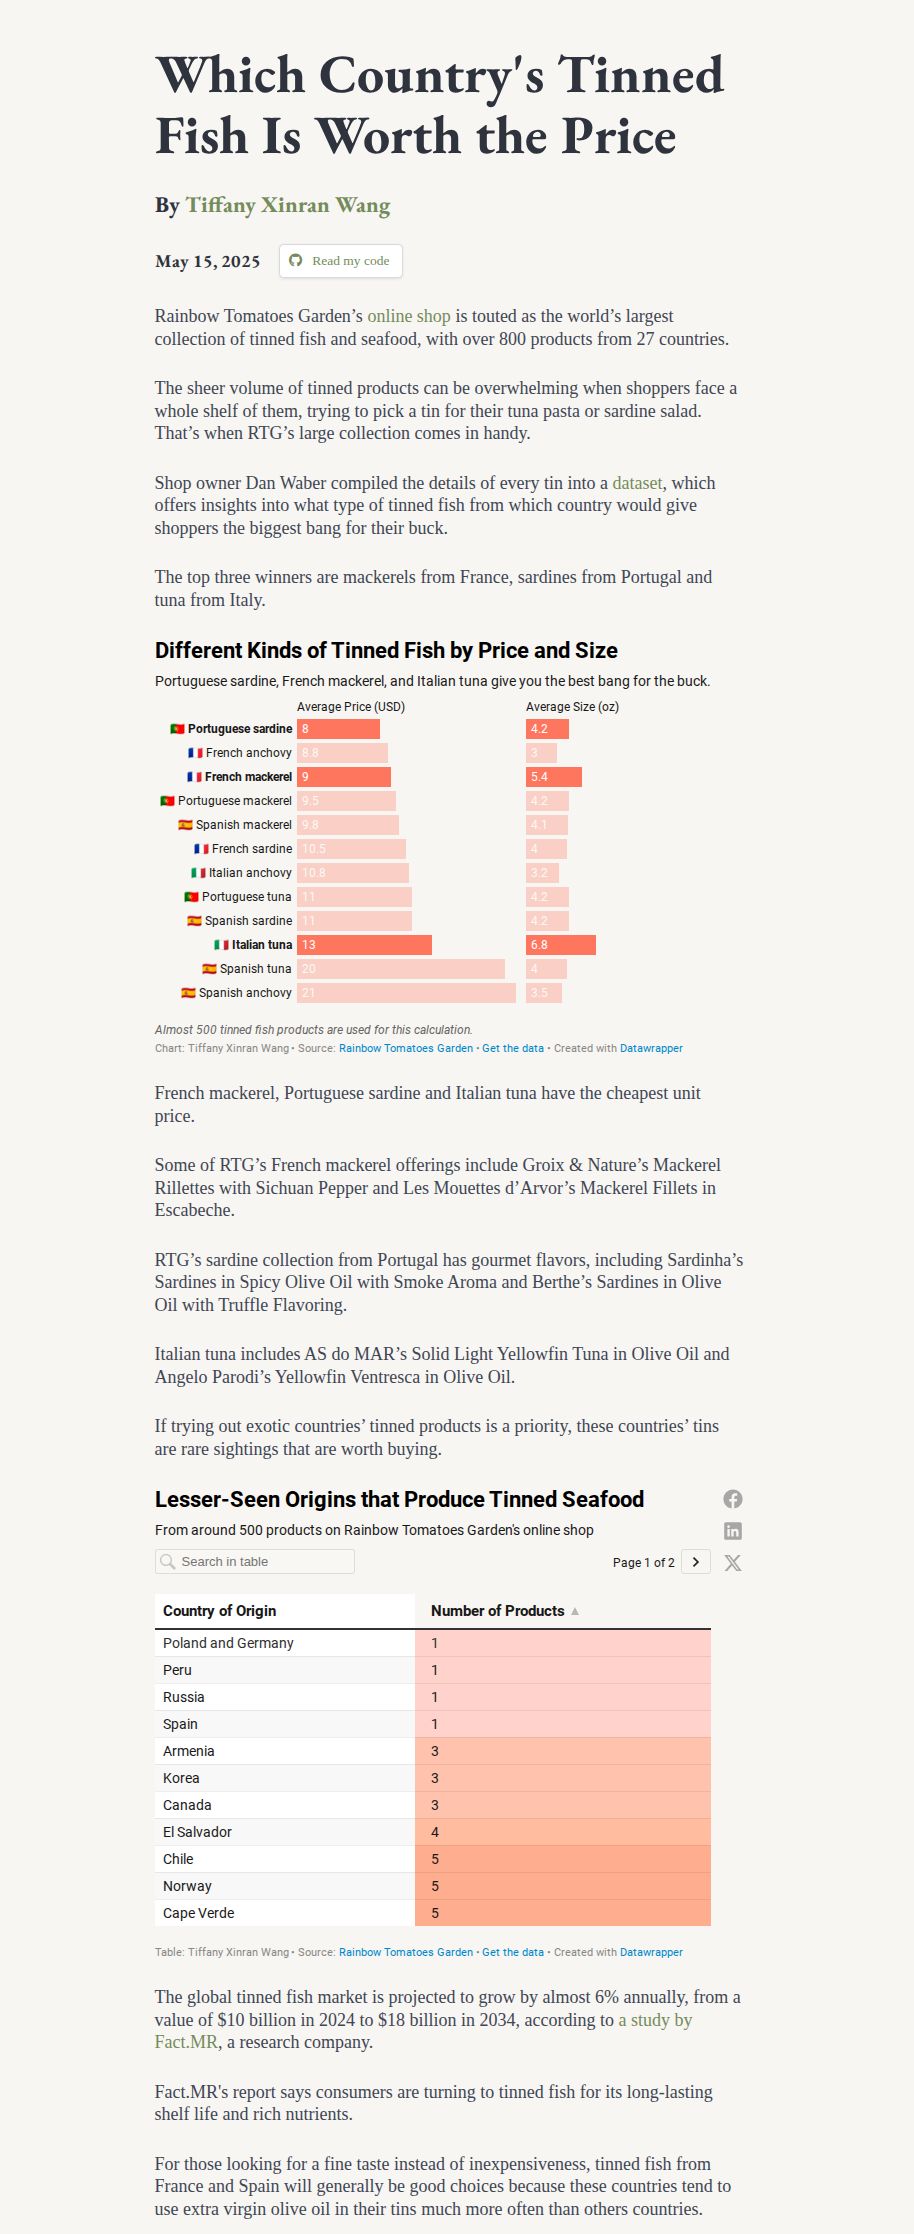 Which Country's Tinned
Fish Is Worth the Price
By Tiffany Xinran Wang
May 15, 2025 Read my code
Rainbow Tomatoes Garden’s online shop is touted as the world’s largest
collection of tinned fish and seafood, with over 800 products from 27 countries.
The sheer volume of tinned products can be overwhelming when shoppers face a
whole shelf of them, trying to pick a tin for their tuna pasta or sardine salad.
That’s when RTG’s large collection comes in handy.
Shop owner Dan Waber compiled the details of every tin into a dataset, which
offers insights into what type of tinned fish from which country would give
shoppers the biggest bang for their buck.
The top three winners are mackerels from France, sardines from Portugal and
tuna from Italy.
Different Kinds of Tinned Fish by Price and Size
Portuguese sardine, French mackerel, and Italian tuna give you the best bang for the buck.
Average Price (USD) Average Size (oz)
Portuguese sardine 8 4.2
French anchovy 8.8 3
French mackerel 9 5.4
Portuguese mackerel 9.5 4.2
Spanish mackerel 9.8 4.1
French sardine 10.5 4
Italian anchovy 10.8 3.2
Portuguese tuna 11 4.2
Spanish sardine 11 4.2
Italian tuna 13 6.8
Spanish tuna 20 4
Spanish anchovy 21 3.5
Almost 500 tinned fish products are used for this calculation.
Chart: Tiffany Xinran Wang • Source: Rainbow Tomatoes Garden • Get the data • Created with Datawrapper
French mackerel, Portuguese sardine and Italian tuna have the cheapest unit
price.
Some of RTG’s French mackerel offerings include Groix & Nature’s Mackerel
Rillettes with Sichuan Pepper and Les Mouettes d’Arvor’s Mackerel Fillets in
Escabeche.
RTG’s sardine collection from Portugal has gourmet flavors, including Sardinha’s
Sardines in Spicy Olive Oil with Smoke Aroma and Berthe’s Sardines in Olive
Oil with Truffle Flavoring.
Italian tuna includes AS do MAR’s Solid Light Yellowfin Tuna in Olive Oil and
Angelo Parodi’s Yellowfin Ventresca in Olive Oil.
If trying out exotic countries’ tinned products is a priority, these countries’ tins
are rare sightings that are worth buying.
Lesser-Seen Origins that Produce Tinned Seafood
From around 500 products on Rainbow Tomatoes Garden's online shop
Search in table Page 1 of 2
Country of Origin Number of Products ▲
Poland and Germany 1
Peru 1
Russia 1
Spain 1
Armenia 3
Korea 3
Canada 3
El Salvador 4
Chile 5
Norway 5
Cape Verde 5
Table: Tiffany Xinran Wang • Source: Rainbow Tomatoes Garden • Get the data • Created with Datawrapper
The global tinned fish market is projected to grow by almost 6% annually, from a
value of $10 billion in 2024 to $18 billion in 2034, according to a study by
Fact.MR, a research company.
Fact.MR's report says consumers are turning to tinned fish for its long-lasting
shelf life and rich nutrients.
For those looking for a fine taste instead of inexpensiveness, tinned fish from
France and Spain will generally be good choices because these countries tend to
use extra virgin olive oil in their tins much more often than others countries.